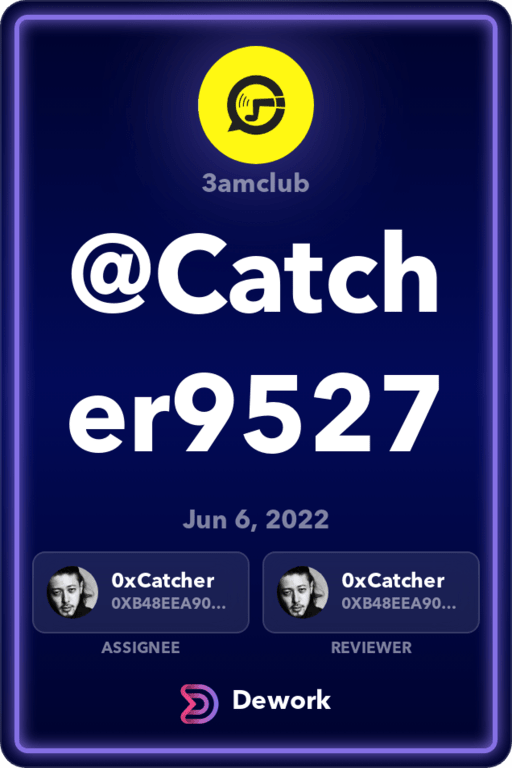 3amclub
@Catch
er9527
Jun 6, 2022
0xCatcher
0XB48EEA90...
ASSIGNEE
0xCatcher
0XB48EEA90...
REVIEWER
Dework